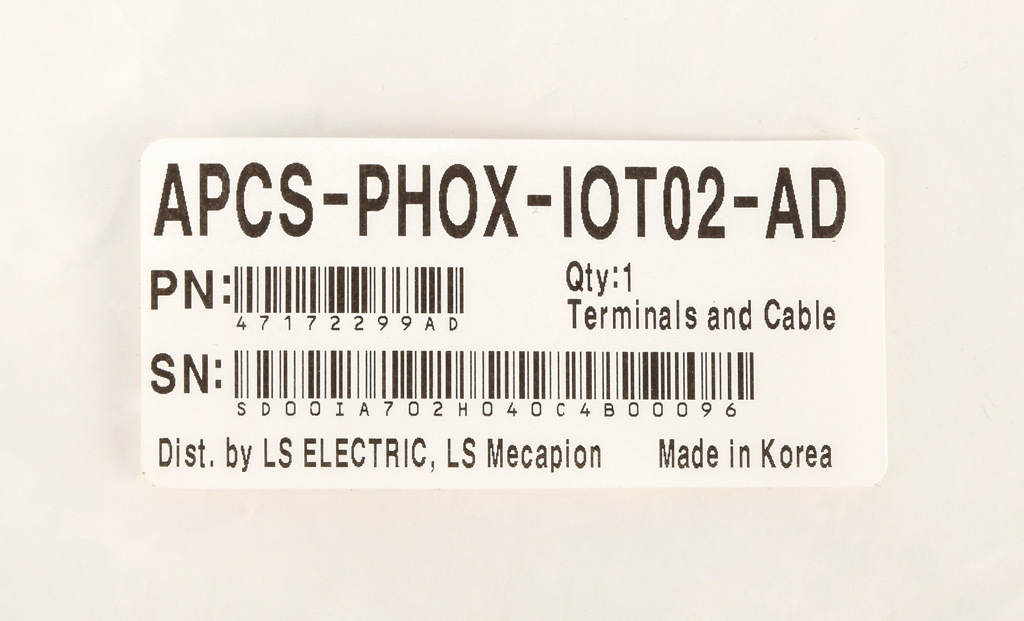 APCS-PHOX-IOT02-AD
PN:
47172299AD
Qty:1
Terminals and Cable
SN:
SD00IA702H040C4B00096
Dist. by LS ELECTRIC, LS Mecapion
Made in Korea